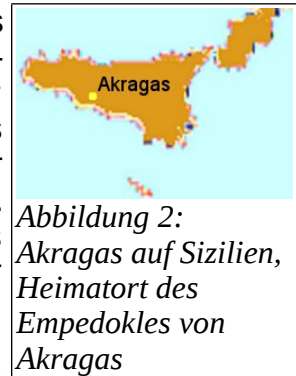 Akragas
Abbildung 2:
Akragas auf Sizilien,
Heimatort des
Empedokles von
Akragas